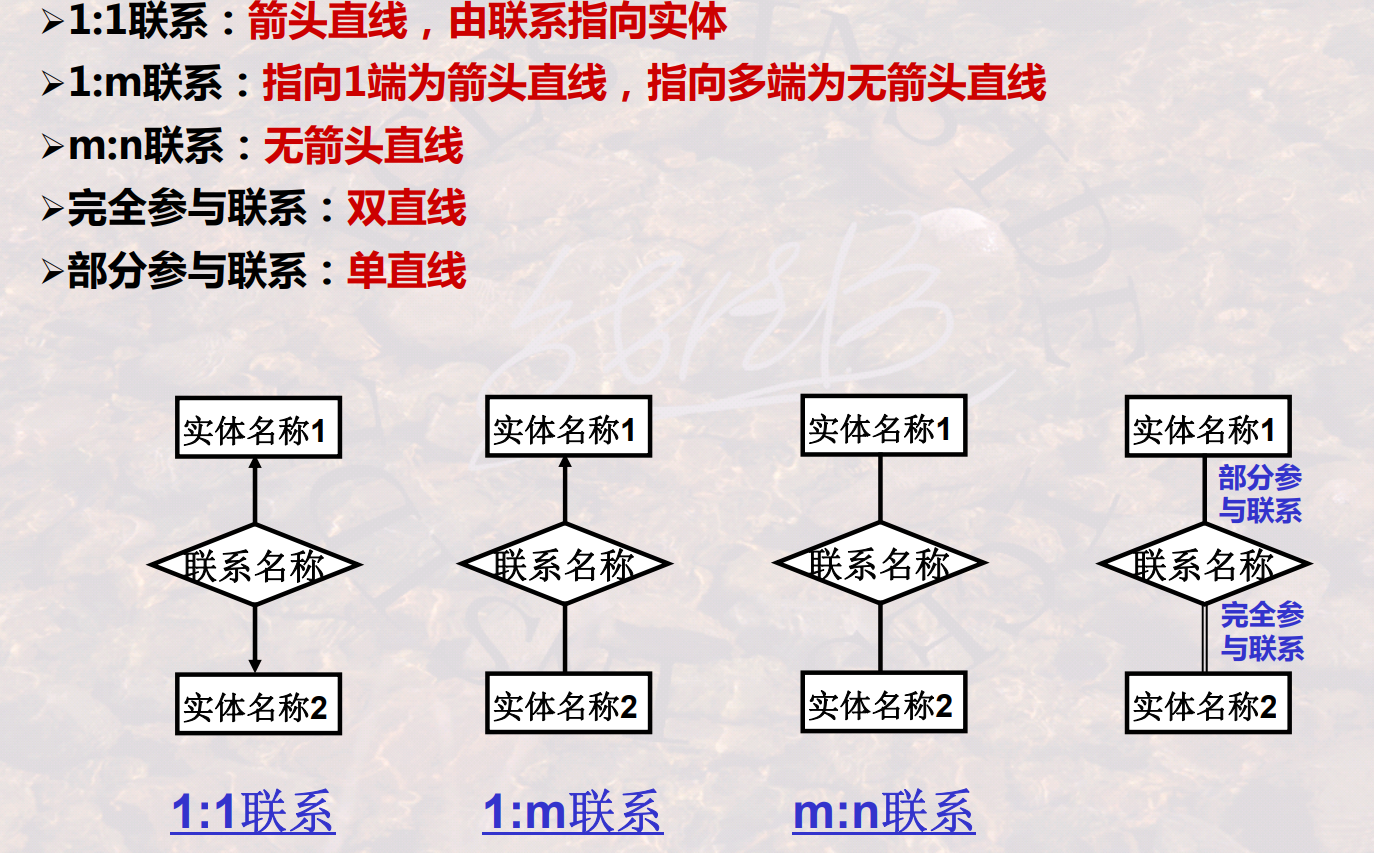 ➢1:1联系：箭头直线，由联系指向实体
➢1:m联系：指向1端为箭头直线，指向多端为无箭头直线
➢m:n联系：无箭头直线
➢完全参与联系：双直线
➢部分参与联系：单直线
实体名称1
实体名称1
实体名称1
实体名称1
部分参
与联系
联系名称
联系名称
联系名称
联系名称
完全参
与联系
实体名称2
实体名称2
实体名称2
实体名称2
1:1联系
1:m联系
m:n联系